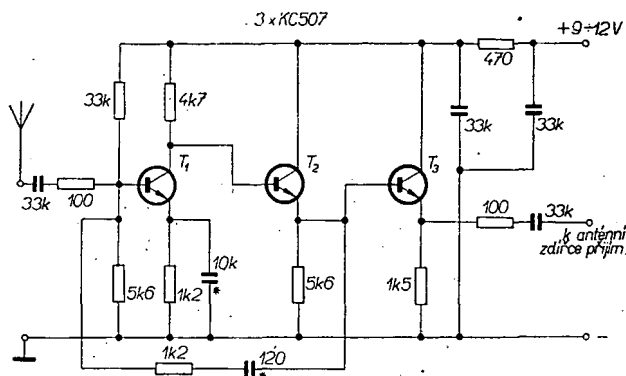 3 x KC507
+9÷12V
470
33k
4k7
33k
33k
T1
T2
T3
33k
100
100
33k
k anténní
zdířce přijím.
5k6
1k2
10k
*
5k6
1k5
-
1k2
120
*